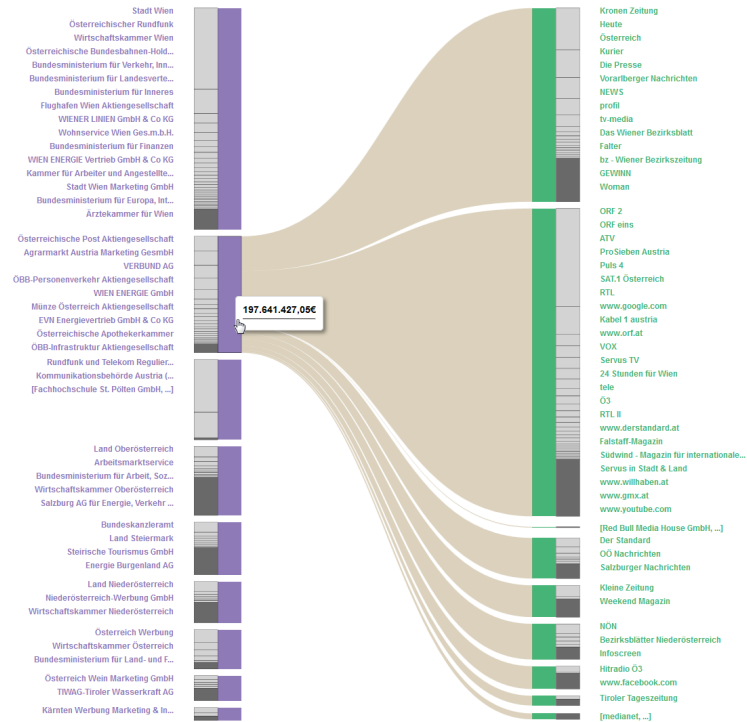 Stadt Wien
Österreichischer Rundfunk
Wirtschaftskammer Wien
Österreichische Bundesbahnen-Hold...
Bundesministerium für Verkehr, Inn...
Bundesministerium für Landesverte...
Bundesministerium für Inneres
Flughafen Wien Aktiengesellschaft
WIENER LINIEN GmbH & Co KG
Wohnservice Wien Ges.m.b.H.
Bundesministerium für Finanzen
WIEN ENERGIE Vertrieb GmbH & Co KG
Kammer für Arbeiter und Angestellte...
Stadt Wien Marketing GmbH
Bundesministerium für Europa, Int...
Ärztekammer für Wien
Österreichische Post Aktiengesellschaft
Agrarmarkt Austria Marketing GesmbH
VERBUND AG
ÖBB-Personenverkehr Aktiengesellschaft
WIEN ENERGIE GmbH
Münze Österreich Aktiengesellschaft
EVN Energievertrieb GmbH & Co KG
Österreichische Apothekerkammer
ÖBB-Infrastruktur Aktiengesellschaft
Rundfunk und Telekom Regulier...
Kommunikationsbehörde Austria (...
[Fachhochschule St. Pölten GmbH, ...]
Land Oberösterreich
Arbeitsmarktservice
Bundesministerium für Arbeit, Soz...
Wirtschaftskammer Oberösterreich
Salzburg AG für Energie, Verkehr ...
Bundeskanzleramt
Land Steiermark
Steirische Tourismus GmbH
Energie Burgenland AG
Land Niederösterreich
Niederösterreich-Werbung GmbH
Wirtschaftskammer Niederösterreich
Österreich Werbung
Wirtschaftskammer Österreich
Bundesministerium für Land- und F...
Österreich Wein Marketing GmbH
TIWAG-Tiroler Wasserkraft AG
Kärnten Werbung Marketing & In...
197.641.427,05€
Kronen Zeitung
Heute
Österreich
Kurier
Die Presse
Vorarlberger Nachrichten
NEWS
profil
tv-media
Das Wiener Bezirksblatt
Falter
bz - Wiener Bezirkszeitung
GEWINN
Woman
ORF 2
ORF eins
ATV
ProSieben Austria
Puls 4
SAT.1 Österreich
RTL
www.google.com
Kabel 1 austria
www.orf.at
VOX
Servus TV
24 Stunden für Wien
tele
Ö3
RTL II
www.derstandard.at
Falstaff-Magazin
Südwind - Magazin für internationale...
Servus in Stadt & Land
www.willhaben.at
www.gmx.at
www.youtube.com
[Red Bull Media House GmbH, ...]
Der Standard
OÖ Nachrichten
Salzburger Nachrichten
Kleine Zeitung
Weekend Magazin
NÖN
Bezirksblätter Niederösterreich
Infoscreen
Hitradio Ö3
www.facebook.com
Tiroler Tageszeitung
[medianet, ...]